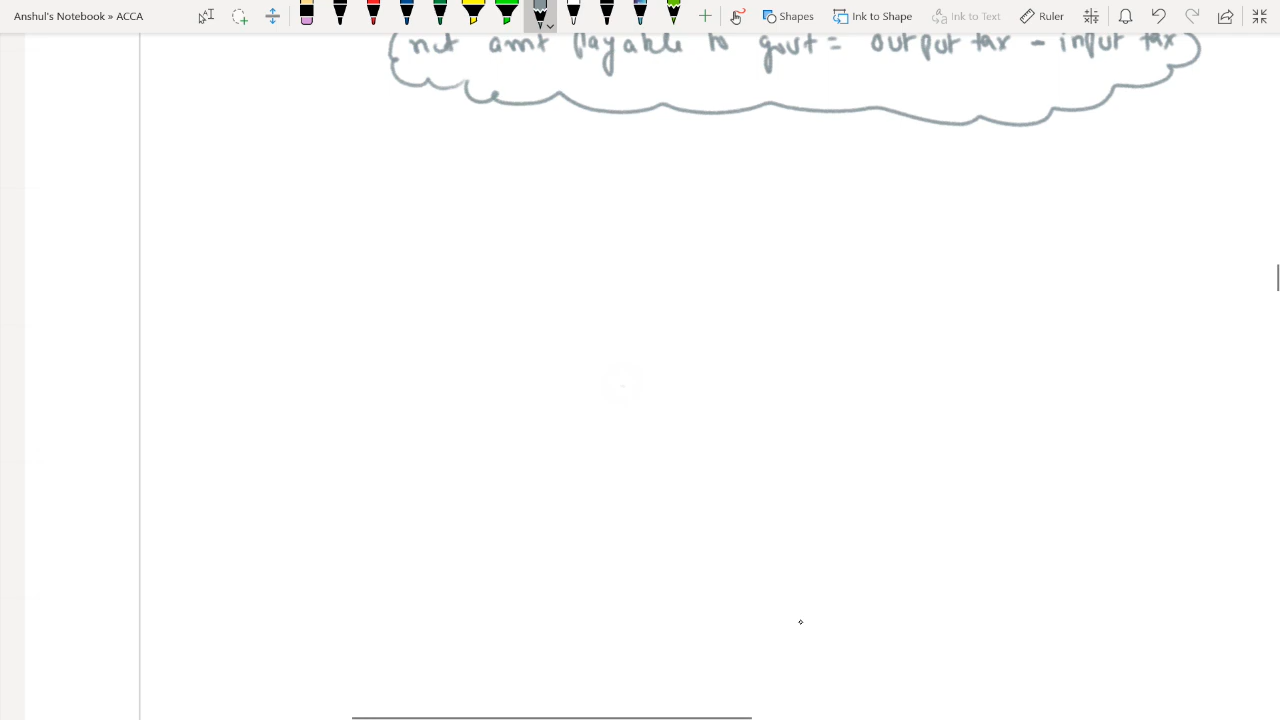 Anshul's Notebook » ACCA
Shapes
Ink to Shape
Ink to Text
Ruler
net amt payable to govt = output tax - input tax